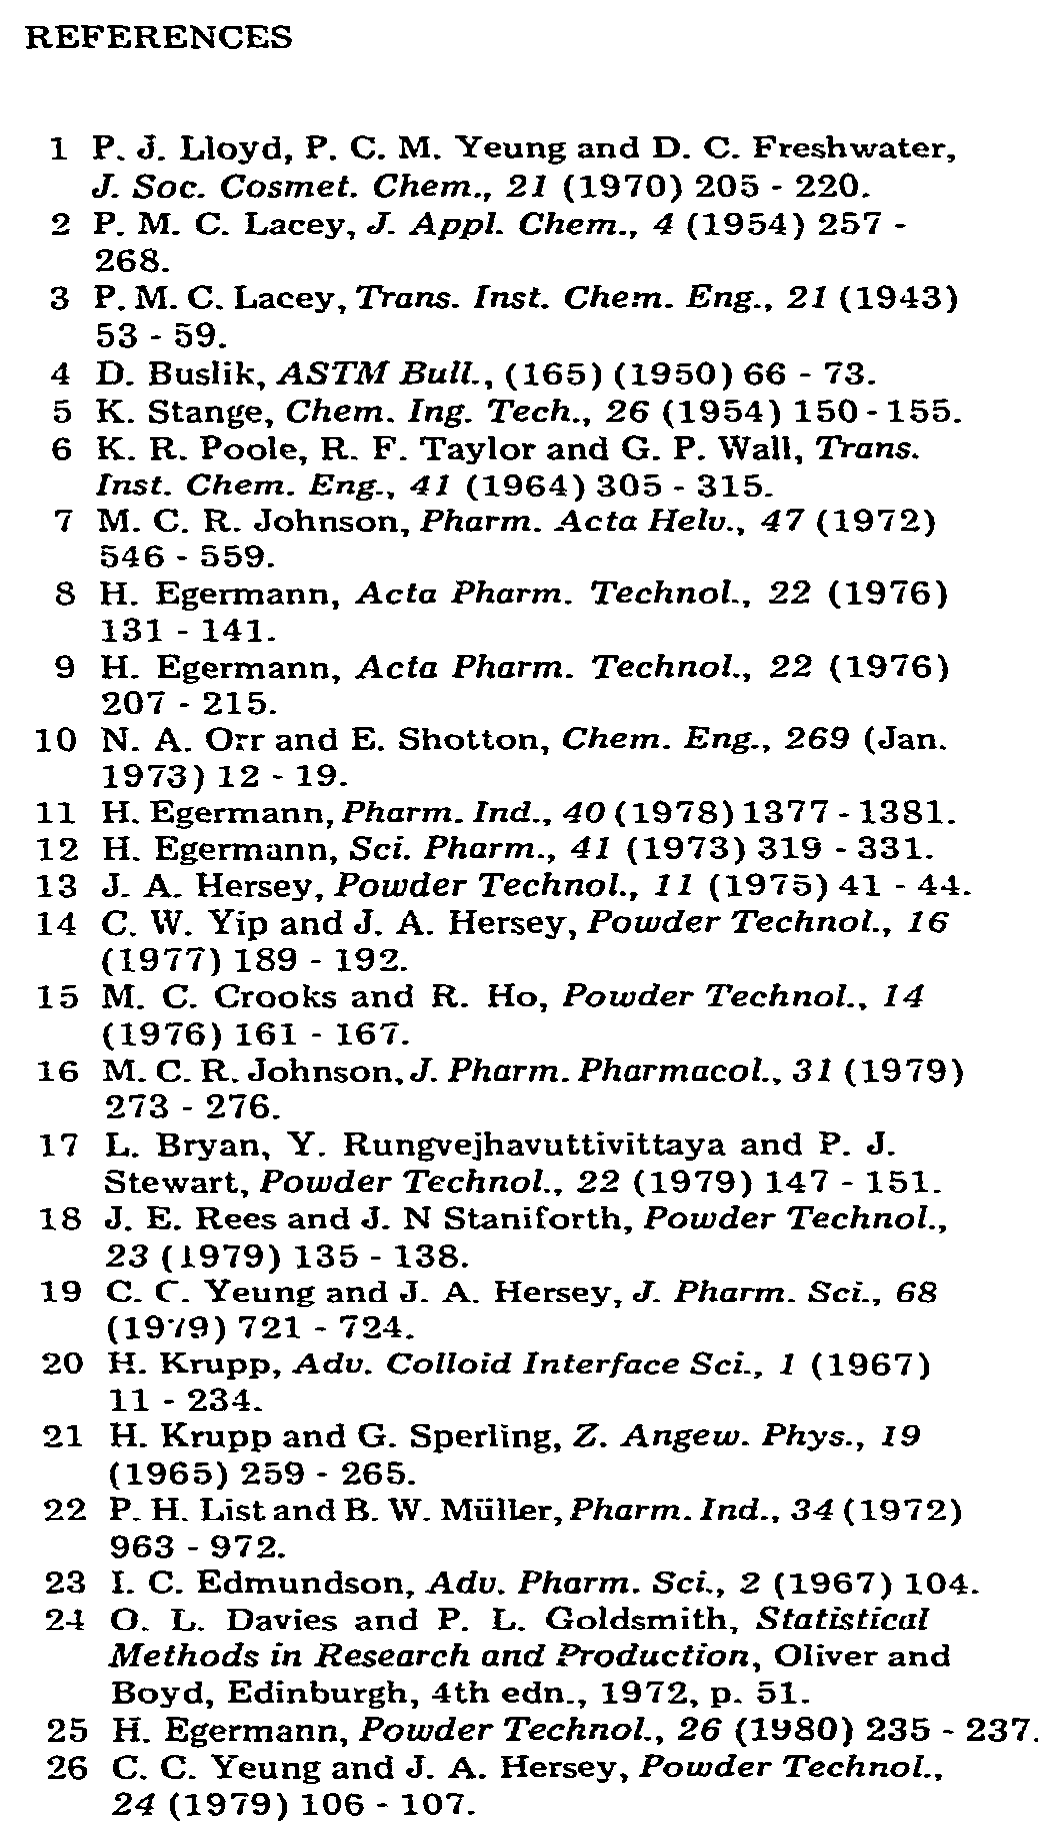 REFERENCES
1 P. J. Lloyd, P. C. M. Yeung and D. C. Freshwater,
J. Soc. Cosmet. Chem., 21 (1970) 205 - 220.
2 P. M. C. Lacey, J. Appl. Chem., 4 (1954) 257 -
268.
3 P. M. C. Lacey, Trans. Inst. Chem. Eng., 21 (1943)
53 - 59.
4 D. Buslik, ASTM Bull., (165) (1950) 66 - 73.
5 K. Stange, Chem. Ing. Tech., 26 (1954) 150 - 155.
6 K. R. Poole, R. F. Taylor and G. P. Wall, Trans.
Inst. Chem. Eng., 41 (1964) 305 - 315.
7 M. C. R. Johnson, Pharm. Acta Helv., 47 (1972)
546 - 559.
8 H. Egermann, Acta Pharm. Technol., 22 (1976)
131 - 141.
9 H. Egermann, Acta Pharm. Technol., 22 (1976)
207 - 215.
10 N. A. Orr and E. Shotton, Chem. Eng., 269 (Jan.
1973) 12 - 19.
11 H. Egermann, Pharm. Ind., 40 (1978) 1377 - 1381.
12 H. Egermann, Sci. Pharm., 41 (1973) 319 - 331.
13 J. A. Hersey, Powder Technol., 11 (1975) 41 - 44.
14 C. W. Yip and J. A. Hersey, Powder Technol., 16
(1977) 189 - 192.
15 M. C. Crooks and R. Ho, Powder Technol., 14
(1976) 161 - 167.
16 M. C. R. Johnson, J. Pharm. Pharmacol., 31 (1979)
273 - 276.
17 L. Bryan, Y. Rungvejhavuttivittaya and P. J.
Stewart, Powder Technol., 22 (1979) 147 - 151.
18 J. E. Rees and J. N Staniforth, Powder Technol.,
23 (1979) 135 - 138.
19 C. C. Yeung and J. A. Hersey, J. Pharm. Sci., 68
(1979) 721 - 724.
20 H. Krupp, Adv. Colloid Interface Sci., 1 (1967)
11 - 234.
21 H. Krupp and G. Sperling, Z. Angew. Phys., 19
(1965) 259 - 265.
22 P. H. List and B. W. Müller, Pharm. Ind., 34 (1972)
963 - 972.
23 I. C. Edmundson, Adv. Pharm. Sci., 2 (1967) 104.
24 O. L. Davies and P. L. Goldsmith, Statistical
Methods in Research and Production, Oliver and
Boyd, Edinburgh, 4th edn., 1972, p. 51.
25 H. Egermann, Powder Technol., 26 (1980) 235 - 237.
26 C. C. Yeung and J. A. Hersey, Powder Technol.,
24 (1979) 106 - 107.